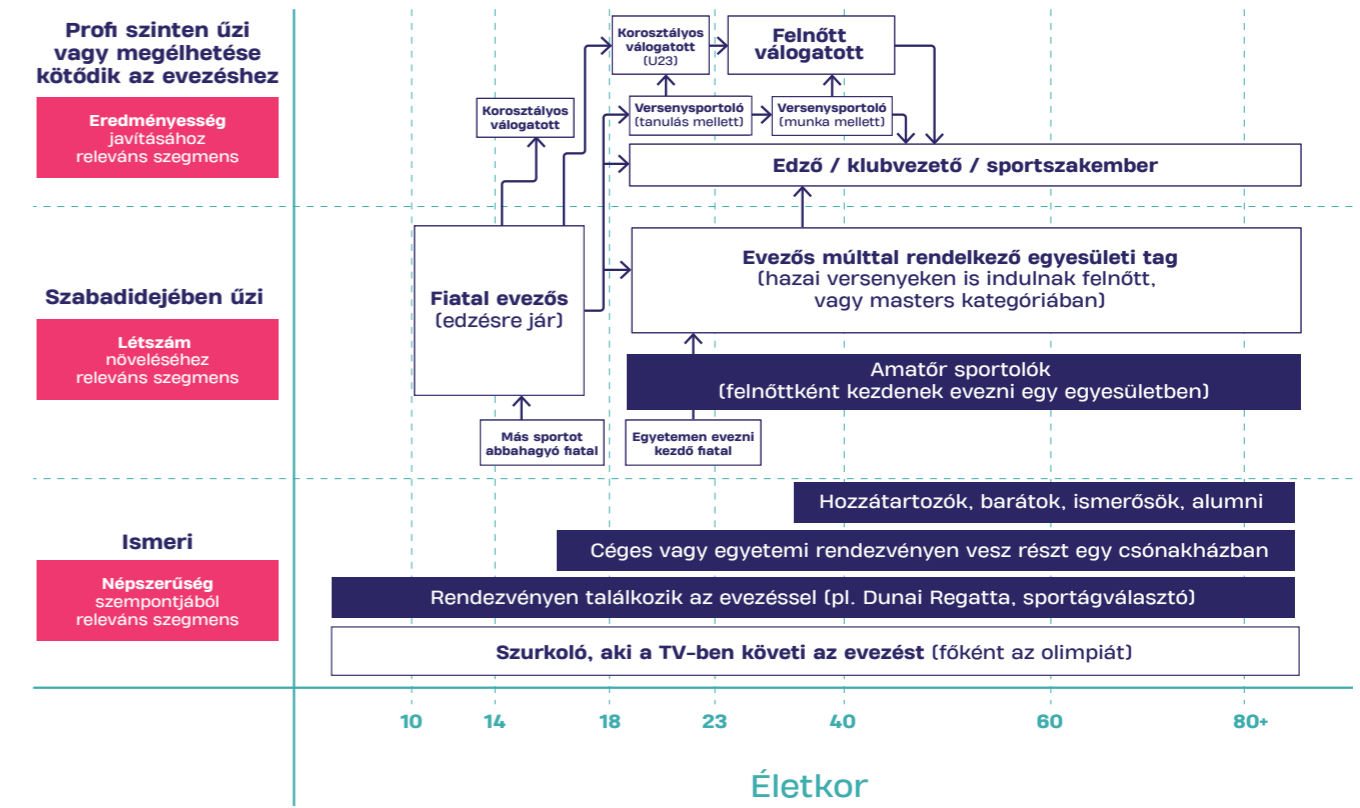 Profi szinten űzi
vagy megélhetése
kötődik az evezéshez
Eredményesség
javításához
releváns szegmens
Korosztályos
válogatott
Korosztályos
válogatott
(U23)
Felnőtt
válogatott
Versenysportoló
(tanulás mellett)
Versenysportoló
(munka mellett)
Edző / klubvezető / sportszakember
Szabadidejében űzi
Létszám
növeléséhez
releváns szegmens
Fiatal evezős
(edzésre jár)
Evezős múlttal rendelkező egyesületi tag
(hazai versenyeken is indulnak felnőtt,
vagy masters kategóriában)
Amatőr sportolók
(felnőttként kezdenek evezni egy egyesületben)
Más sportot
abbahagyó fiatal
Egyetemen evezni
kezdő fiatal
Ismeri
Népszerűség
szempontjából
releváns szegmens
Hozzátartozók, barátok, ismerősök, alumni
Céges vagy egyetemi rendezvényen vesz részt egy csónakházban
Rendezvényen találkozik az evezéssel (pl. Dunai Regatta, sportágválasztó)
Szurkoló, aki a TV-ben követi az evezést (főként az olimpiát)
10 14 18 23 40 60 80+
Életkor